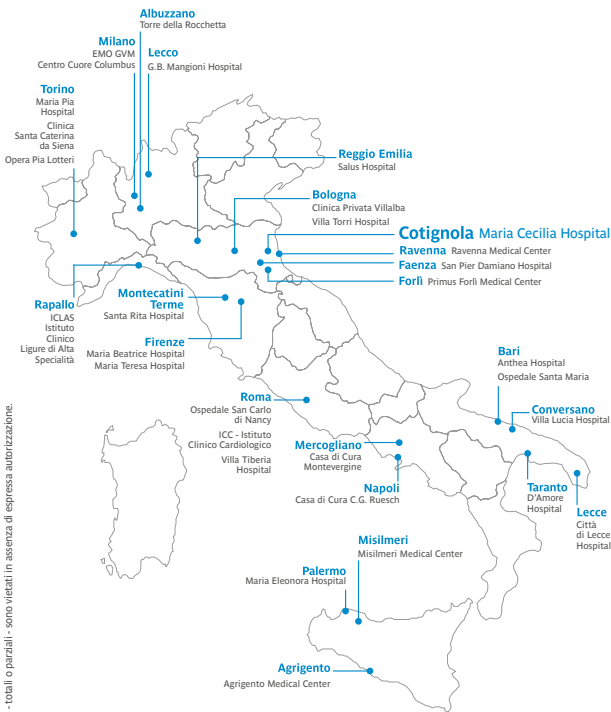 Albuzzano
Torre della Rocchetta
Milano
EMO GVM
Centro Cuore Columbus
Lecco
G.B. Mangioni Hospital
Torino
Maria Pia
Hospital
Clinica
Santa Caterina
da Siena
Opera Pia Lotteri
Reggio Emilia
Salus Hospital
Bologna
Clinica Privata Villalba
Villa Torri Hospital
Cotignola Maria Cecilia Hospital
Ravenna Ravenna Medical Center
Faenza San Pier Damiano Hospital
Forlì Primus Forlì Medical Center
Rapallo
ICLAS
Istituto
Clinico
Ligure di Alta
Specialità
Montecatini
Terme
Santa Rita Hospital
Firenze
Maria Beatrice Hospital
Maria Teresa Hospital
Bari
Anthea Hospital
Ospedale Santa Maria
Conversano
Villa Lucia Hospital
Roma
Ospedale San Carlo
di Nancy
ICC - Istituto
Clinico Cardiologico
Villa Tiberia
Hospital
Mercogliano
Casa di Cura
Montevergine
Napoli
Casa di Cura C.G. Ruesch
Taranto
D'Amore
Hospital
Lecce
Città
di Lecce
Hospital
Misilmeri
Misilmeri Medical Center
Palermo
Maria Eleonora Hospital
Agrigento
Agrigento Medical Center
- totali o parziali - sono vietati in assenza di espressa autorizzazione.